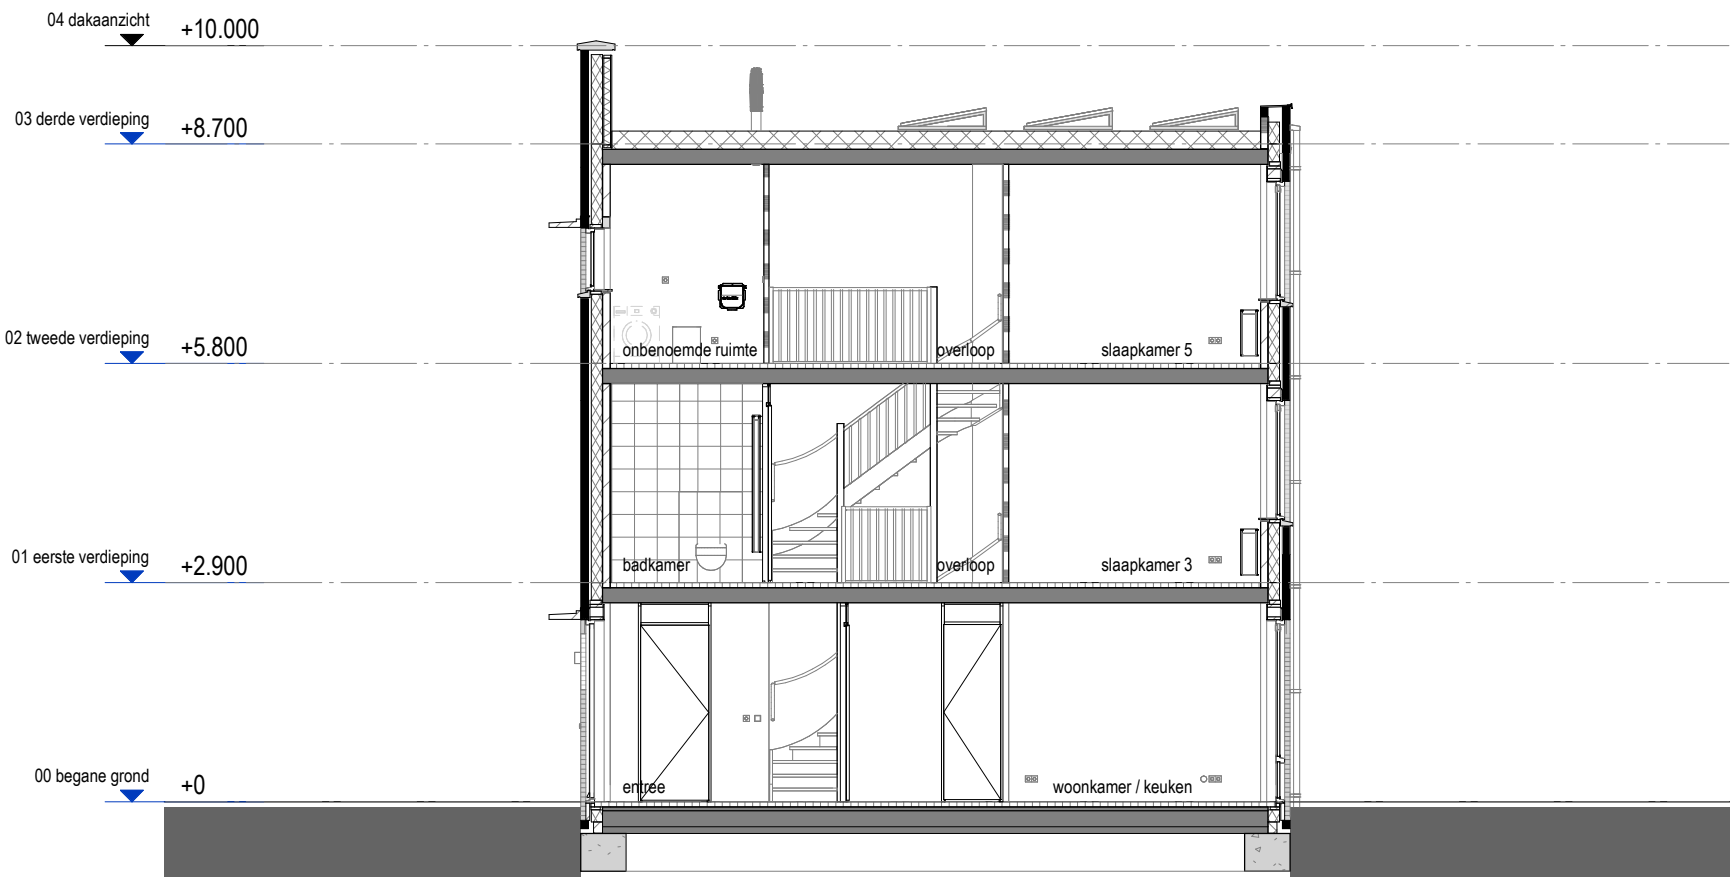 04 dakaanzicht +10.000
03 derde verdieping +8.700
02 tweede verdieping +5.800
onbenoemde ruimte overloop slaapkamer 5
01 eerste verdieping +2.900
badkamer overloop slaapkamer 3
00 begane grond +0
entree woonkamer / keuken